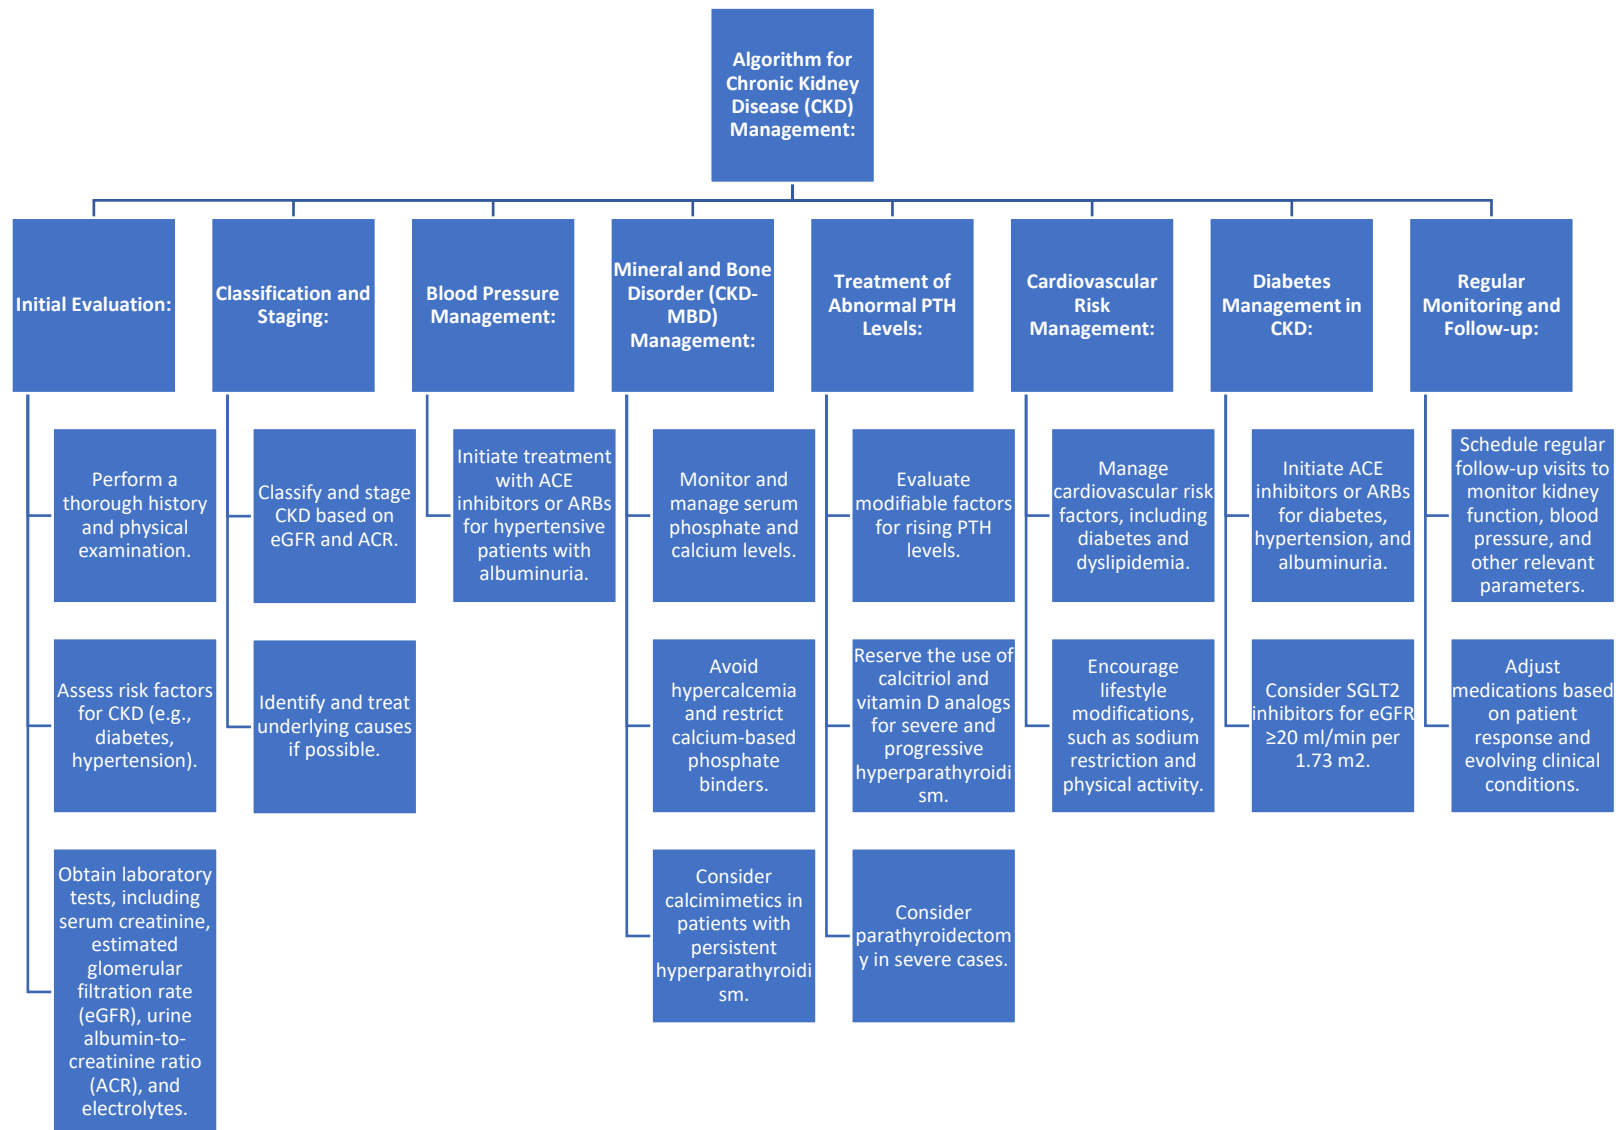 Algorithm for
Chronic Kidney
Disease (CKD)
Management:
Initial Evaluation:
Perform a
thorough history
and physical
examination.
Assess risk factors
for CKD (e.g.,
diabetes,
hypertension).
Obtain laboratory
tests, including
serum creatinine,
estimated
glomerular
filtration rate
(eGFR), urine
albumin-to-
creatinine ratio
(ACR), and
electrolytes.
Classification and
Staging:
Classify and stage
CKD based on
eGFR and ACR.
Identify and treat
underlying causes
if possible.
Blood Pressure
Management:
Initiate treatment
with ACE
inhibitors or ARBs
for hypertensive
patients with
albuminuria.
Mineral and Bone
Disorder (CKD-
MBD)
Management:
Monitor and
manage serum
phosphate and
calcium levels.
Avoid
hypercalcemia
and restrict
calcium-based
phosphate
binders.
Consider
calcimimetics in
patients with
persistent
hyperparathyroidi
sm.
Treatment of
Abnormal PTH
Levels:
Evaluate
modifiable factors
for rising PTH
levels.
Reserve the use of
calcitriol and
vitamin D analogs
for severe and
progressive
hyperparathyroidi
sm.
Consider
parathyroidectom
y in severe cases.
Cardiovascular
Risk
Management:
Manage
cardiovascular risk
factors, including
diabetes and
dyslipidemia.
Encourage
lifestyle
modifications,
such as sodium
restriction and
physical activity.
Diabetes
Management in
CKD:
Initiate ACE
inhibitors or ARBs
for diabetes,
hypertension, and
albuminuria.
Consider SGLT2
inhibitors for eGFR
≥20 ml/min per
1.73 m2.
Regular
Monitoring and
Follow-up:
Schedule regular
follow-up visits to
monitor kidney
function, blood
pressure, and
other relevant
parameters.
Adjust
medications based
on patient
response and
evolving clinical
conditions.